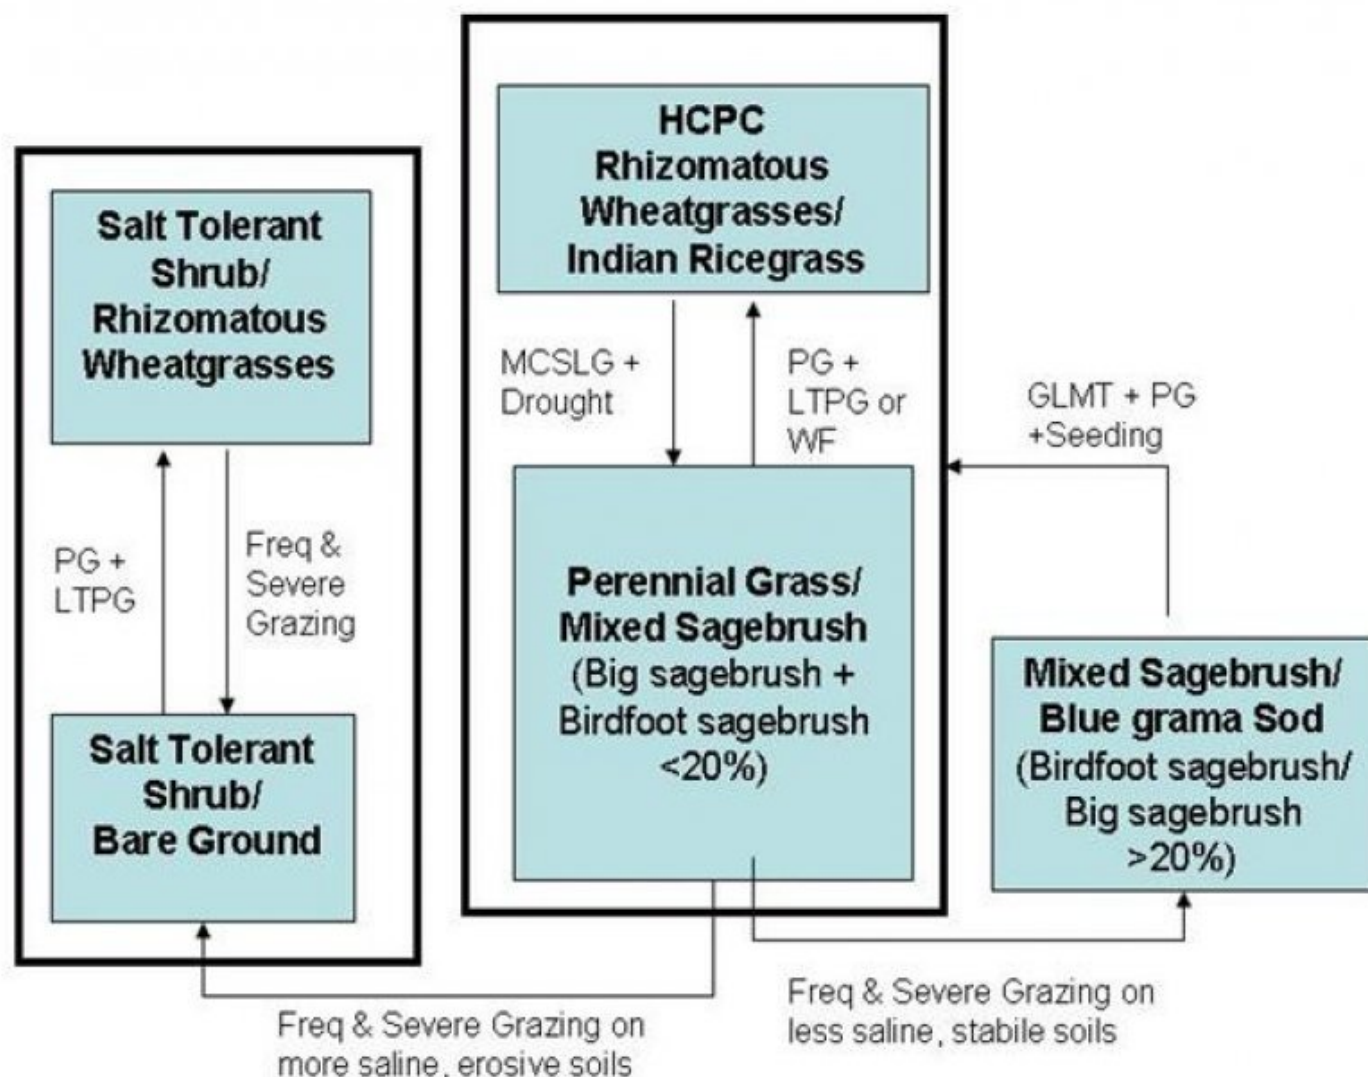 HCPC
Rhizomatous
Wheatgrasses/
Indian Ricegrass
Salt Tolerant
Shrub/
Rhizomatous
Wheatgrasses
MCSLG +
Drought
PG +
LTPG or
WF
GLMT + PG
+Seeding
PG +
LTPG
Freq &
Severe
Grazing
Perennial Grass/
Mixed Sagebrush
(Big sagebrush +
Birdfoot sagebrush
<20%)
Mixed Sagebrush/
Blue grama Sod
(Birdfoot sagebrush/
Big sagebrush
>20%)
Salt Tolerant
Shrub/
Bare Ground
Freq & Severe Grazing on
more saline, erosive soils
Freq & Severe Grazing on
less saline, stabile soils